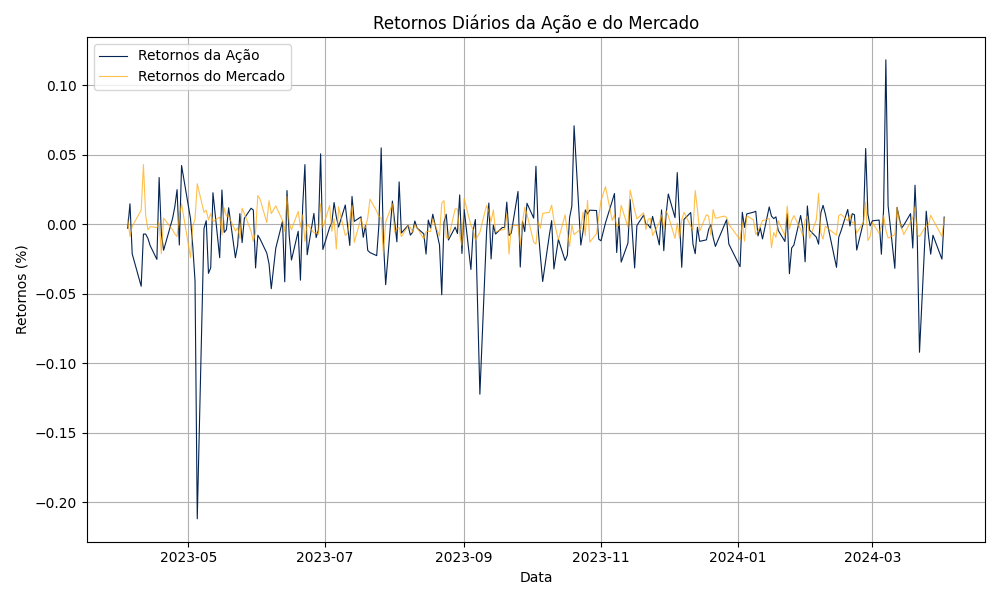 Retornos Diários da Ação e do Mercado
Retornos da Ação
Retornos do Mercado
Retornos (%)
0.10
0.05
0.00
−0.05
−0.10
−0.15
−0.20
2023-05 2023-07 2023-09 2023-11 2024-01 2024-03
Data